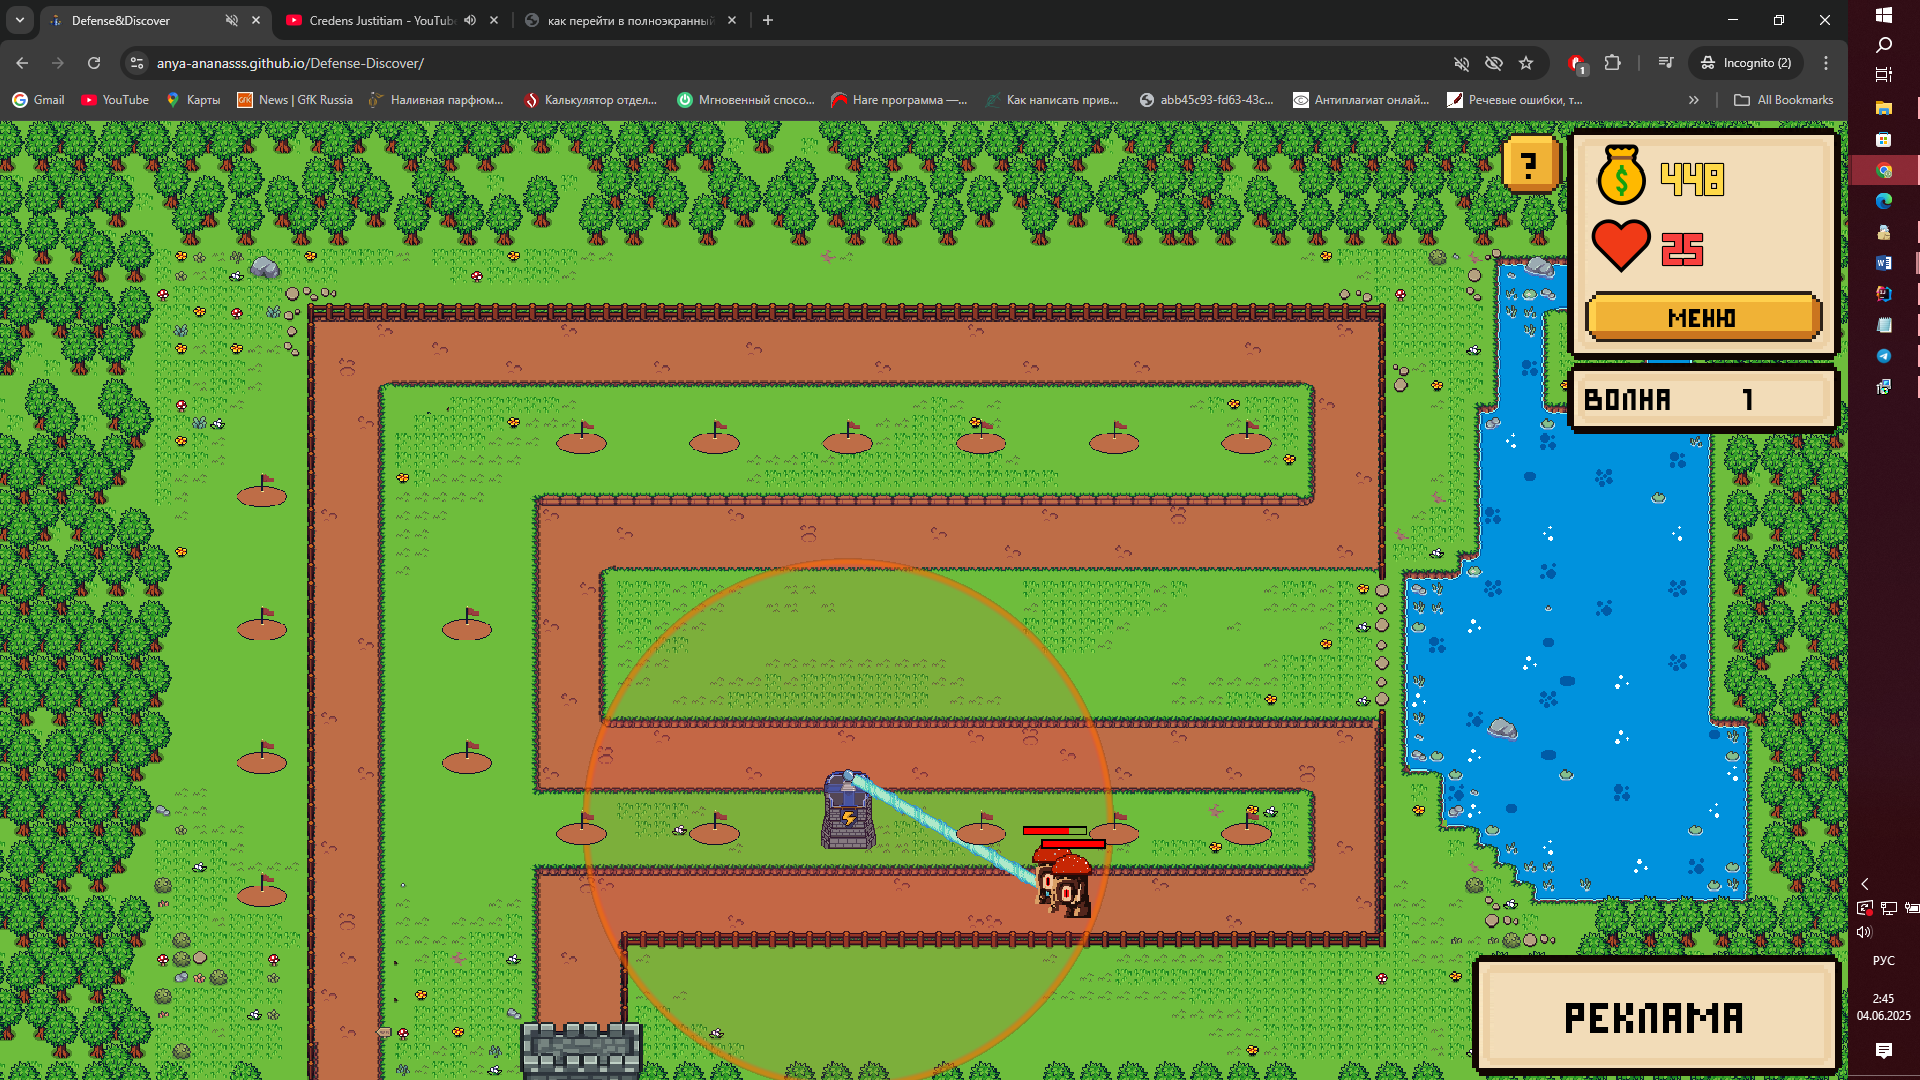 Defense&Discover
Credens Justitiam - YouTube
как перейти в полноэкранный
anya-ananasss.github.io/Defense-Discover/
1
Incognito (2)
Gmail
YouTube
Карты
News | GfK Russia
Наливная парфюм...
Калькулятор отдел...
Мгновенный спосо...
Hare программа —...
Как написать прив...
abb45c93-fd63-43c...
Антиплагиат онлай...
Речевые ошибки, т...
All Bookmarks
?
448
25
МЕНЮ
ВОЛНА 1
РЕКЛАМА
РУС
2:45
04.06.2025